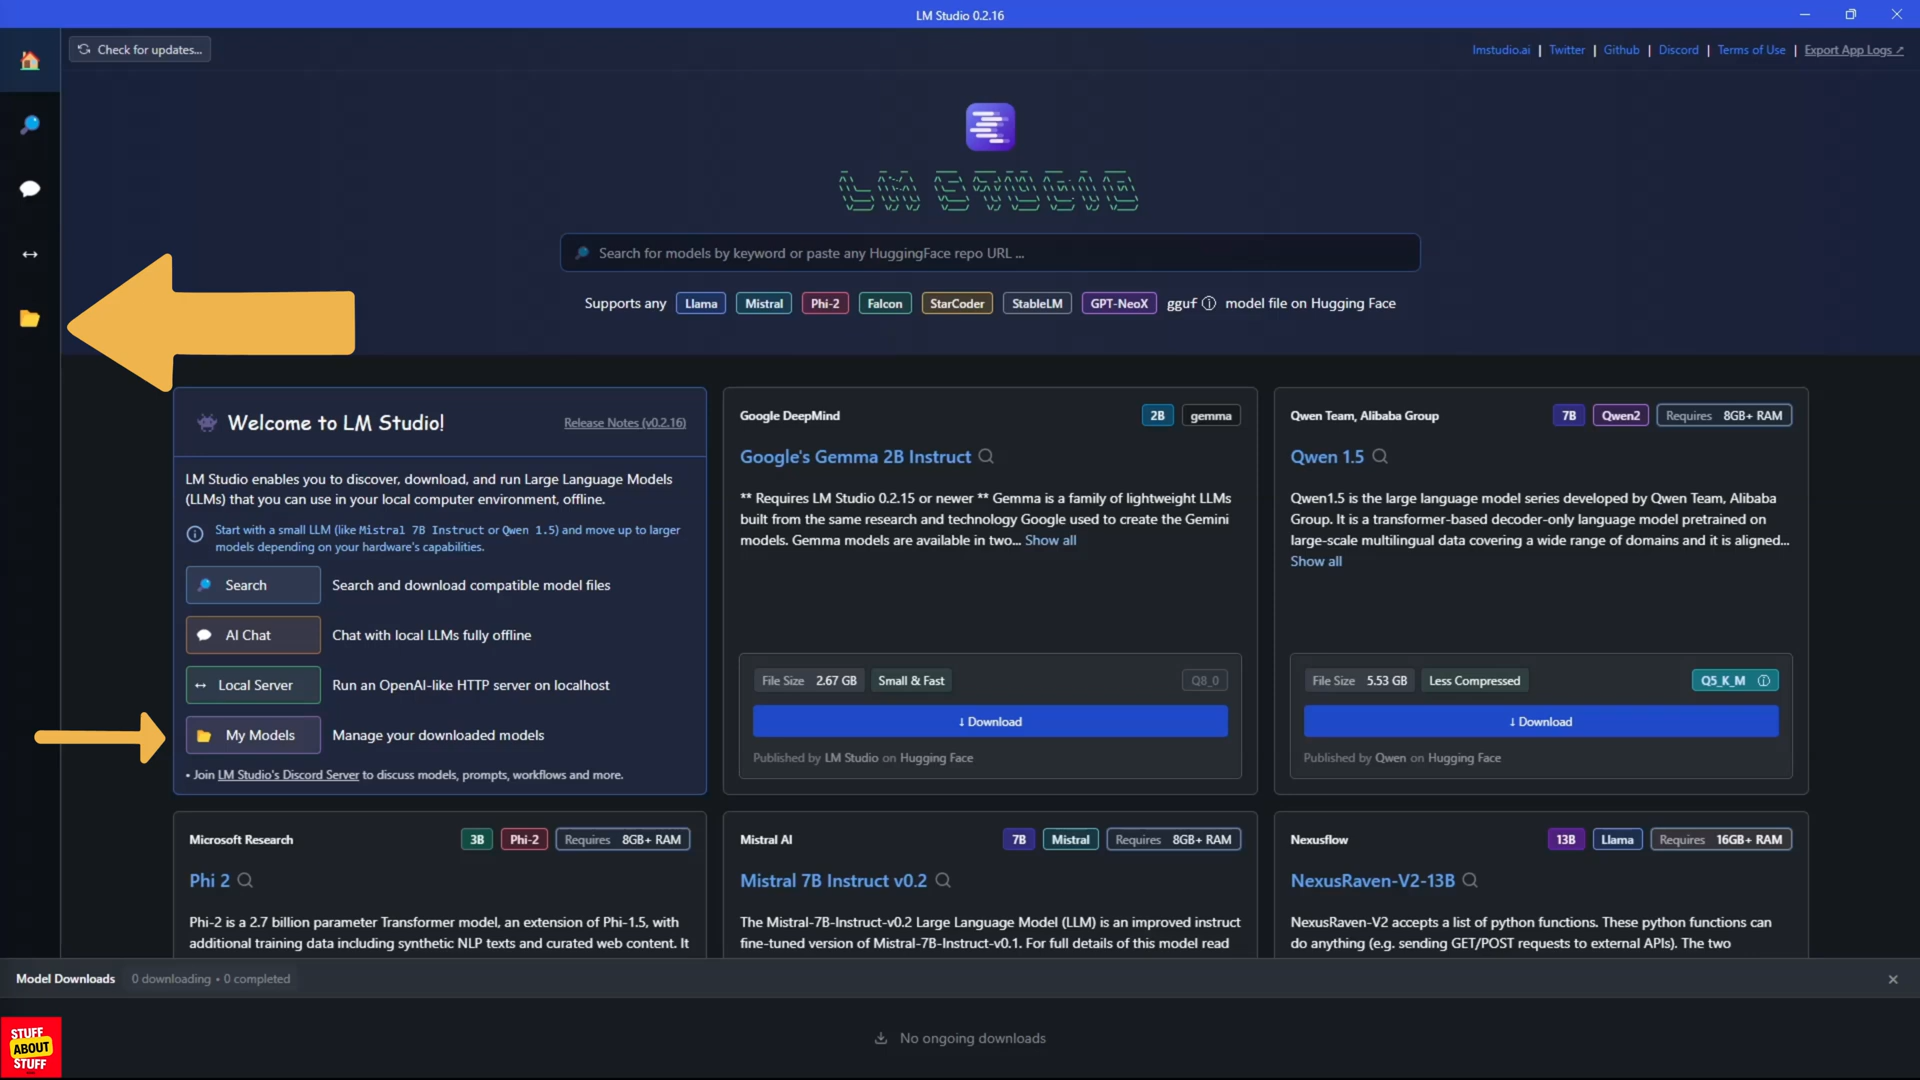 LM Studio 0.2.16
Check for updates...
lmstudio.ai | Twitter | Github | Discord | Terms of Use | Export App Logs ↗
LM STUDIO
Search for models by keyword or paste any HuggingFace repo URL ...
Supports any Llama Mistral Phi-2 Falcon StarCoder StableLM GPT-NeoX gguf ⓘ model file on Hugging Face
Welcome to LM Studio!
Release Notes (v0.2.16)
LM Studio enables you to discover, download, and run Large Language Models
(LLMs) that you can use in your local computer environment, offline.
Start with a small LLM (like Mistral 7B Instruct or Qwen 1.5) and move up to larger
models depending on your hardware's capabilities.
Search Search and download compatible model files
AI Chat Chat with local LLMs fully offline
↔ Local Server Run an OpenAI-like HTTP server on localhost
My Models Manage your downloaded models
• Join LM Studio's Discord Server to discuss models, prompts, workflows and more.
Google DeepMind 2B gemma
Google's Gemma 2B Instruct
** Requires LM Studio 0.2.15 or newer ** Gemma is a family of lightweight LLMs
built from the same research and technology Google used to create the Gemini
models. Gemma models are available in two... Show all
File Size 2.67 GB Small & Fast Q8_0
↓ Download
Published by LM Studio on Hugging Face
Qwen Team, Alibaba Group 7B Qwen2 Requires 8GB+ RAM
Qwen 1.5
Qwen1.5 is the large language model series developed by Qwen Team, Alibaba
Group. It is a transformer-based decoder-only language model pretrained on
large-scale multilingual data covering a wide range of domains and it is aligned...
Show all
File Size 5.53 GB Less Compressed Q5_K_M ⓘ
↓ Download
Published by Qwen on Hugging Face
Microsoft Research 3B Phi-2 Requires 8GB+ RAM
Phi 2
Phi-2 is a 2.7 billion parameter Transformer model, an extension of Phi-1.5, with
additional training data including synthetic NLP texts and curated web content. It
Mistral AI 7B Mistral Requires 8GB+ RAM
Mistral 7B Instruct v0.2
The Mistral-7B-Instruct-v0.2 Large Language Model (LLM) is an improved instruct
fine-tuned version of Mistral-7B-Instruct-v0.1. For full details of this model read
Nexusflow 13B Llama Requires 16GB+ RAM
NexusRaven-V2-13B
NexusRaven-V2 accepts a list of python functions. These python functions can
do anything (e.g. sending GET/POST requests to external APIs). The two
Model Downloads 0 downloading • 0 completed
No ongoing downloads
STUFF
ABOUT
STUFF